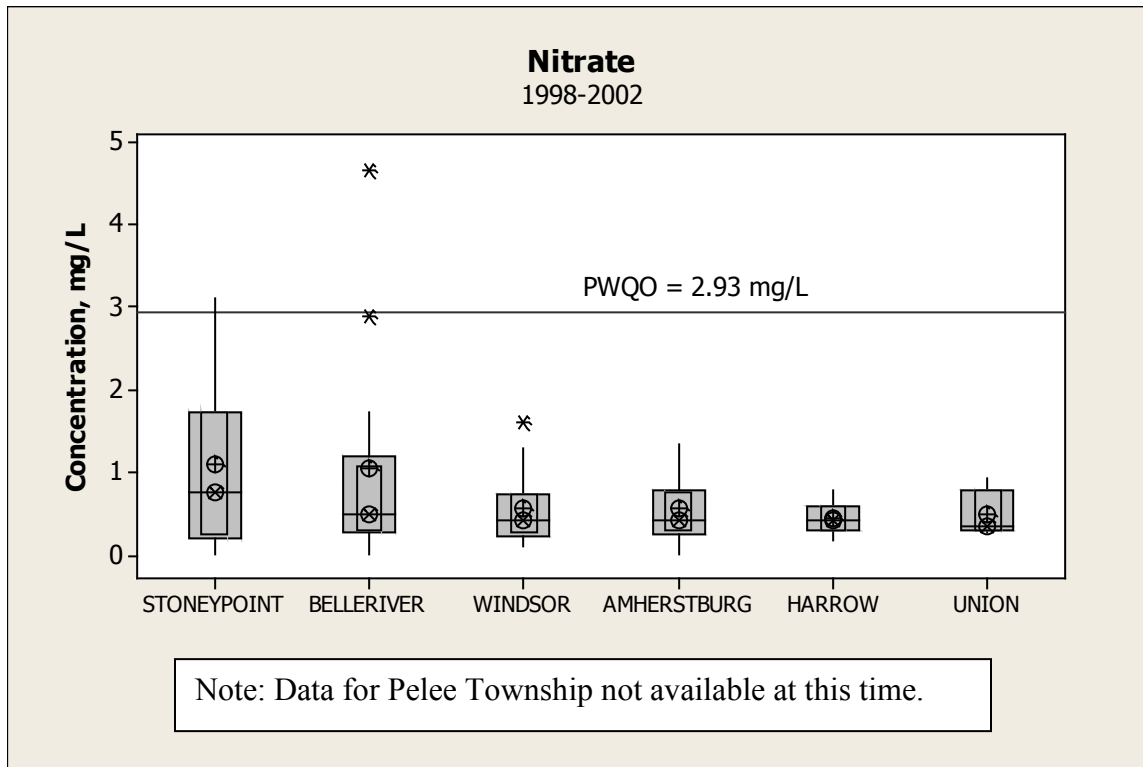 Nitrate
1998-2002
Concentration, mg/L
5
4
3
2
1
0
PWQO = 2.93 mg/L
STONEYPOINT BELLERIVER WINDSOR AMHERSTBURG HARROW UNION
Note: Data for Pelee Township not available at this time.